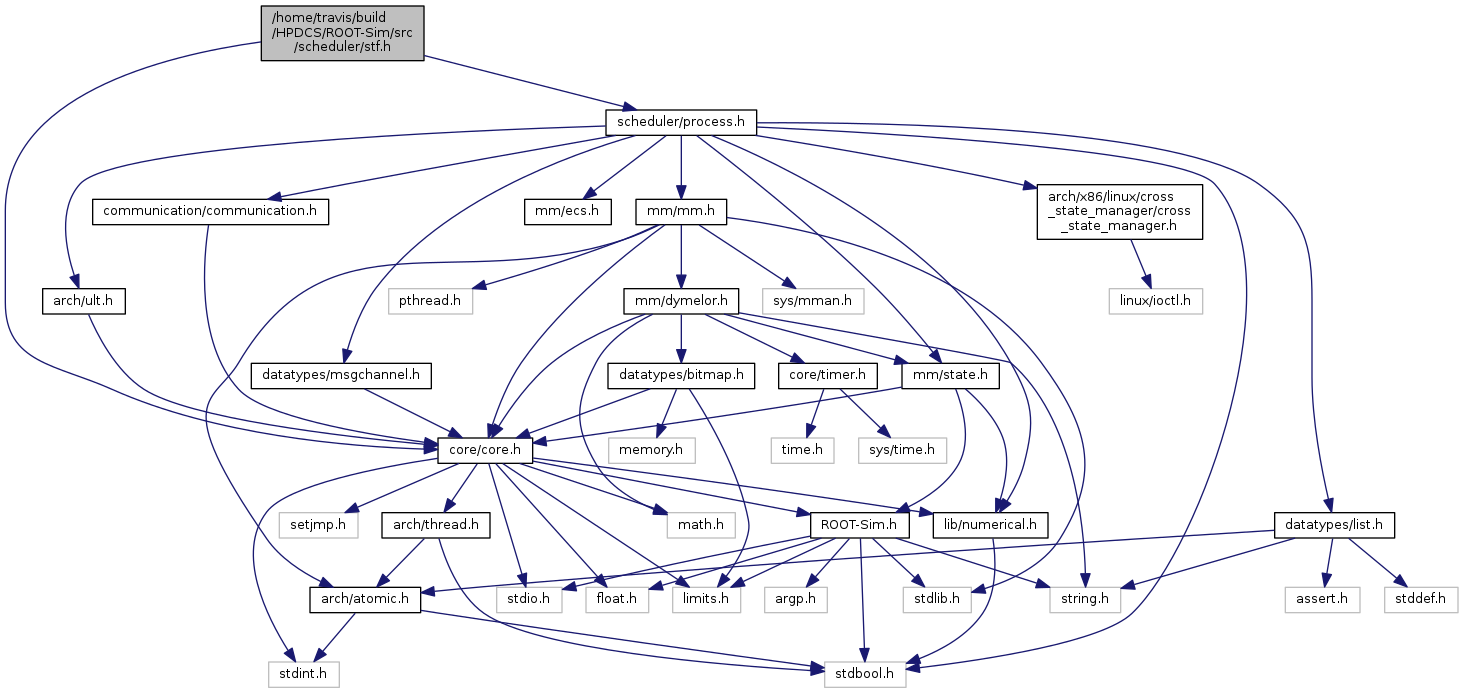 /home/travis/build
/HPDCS/ROOT-Sim/src
/scheduler/stf.h
scheduler/process.h
communication/communication.h
mm/ecs.h
mm/mm.h
arch/x86/linux/cross
_state_manager/cross
_state_manager.h
arch/ult.h
pthread.h
mm/dymelor.h
sys/mman.h
linux/ioctl.h
datatypes/msgchannel.h
datatypes/bitmap.h
core/timer.h
mm/state.h
core/core.h
memory.h
time.h
sys/time.h
setjmp.h
arch/thread.h
math.h
ROOT-Sim.h
lib/numerical.h
datatypes/list.h
arch/atomic.h
stdio.h
float.h
limits.h
argp.h
stdlib.h
string.h
assert.h
stddef.h
stdint.h
stdbool.h